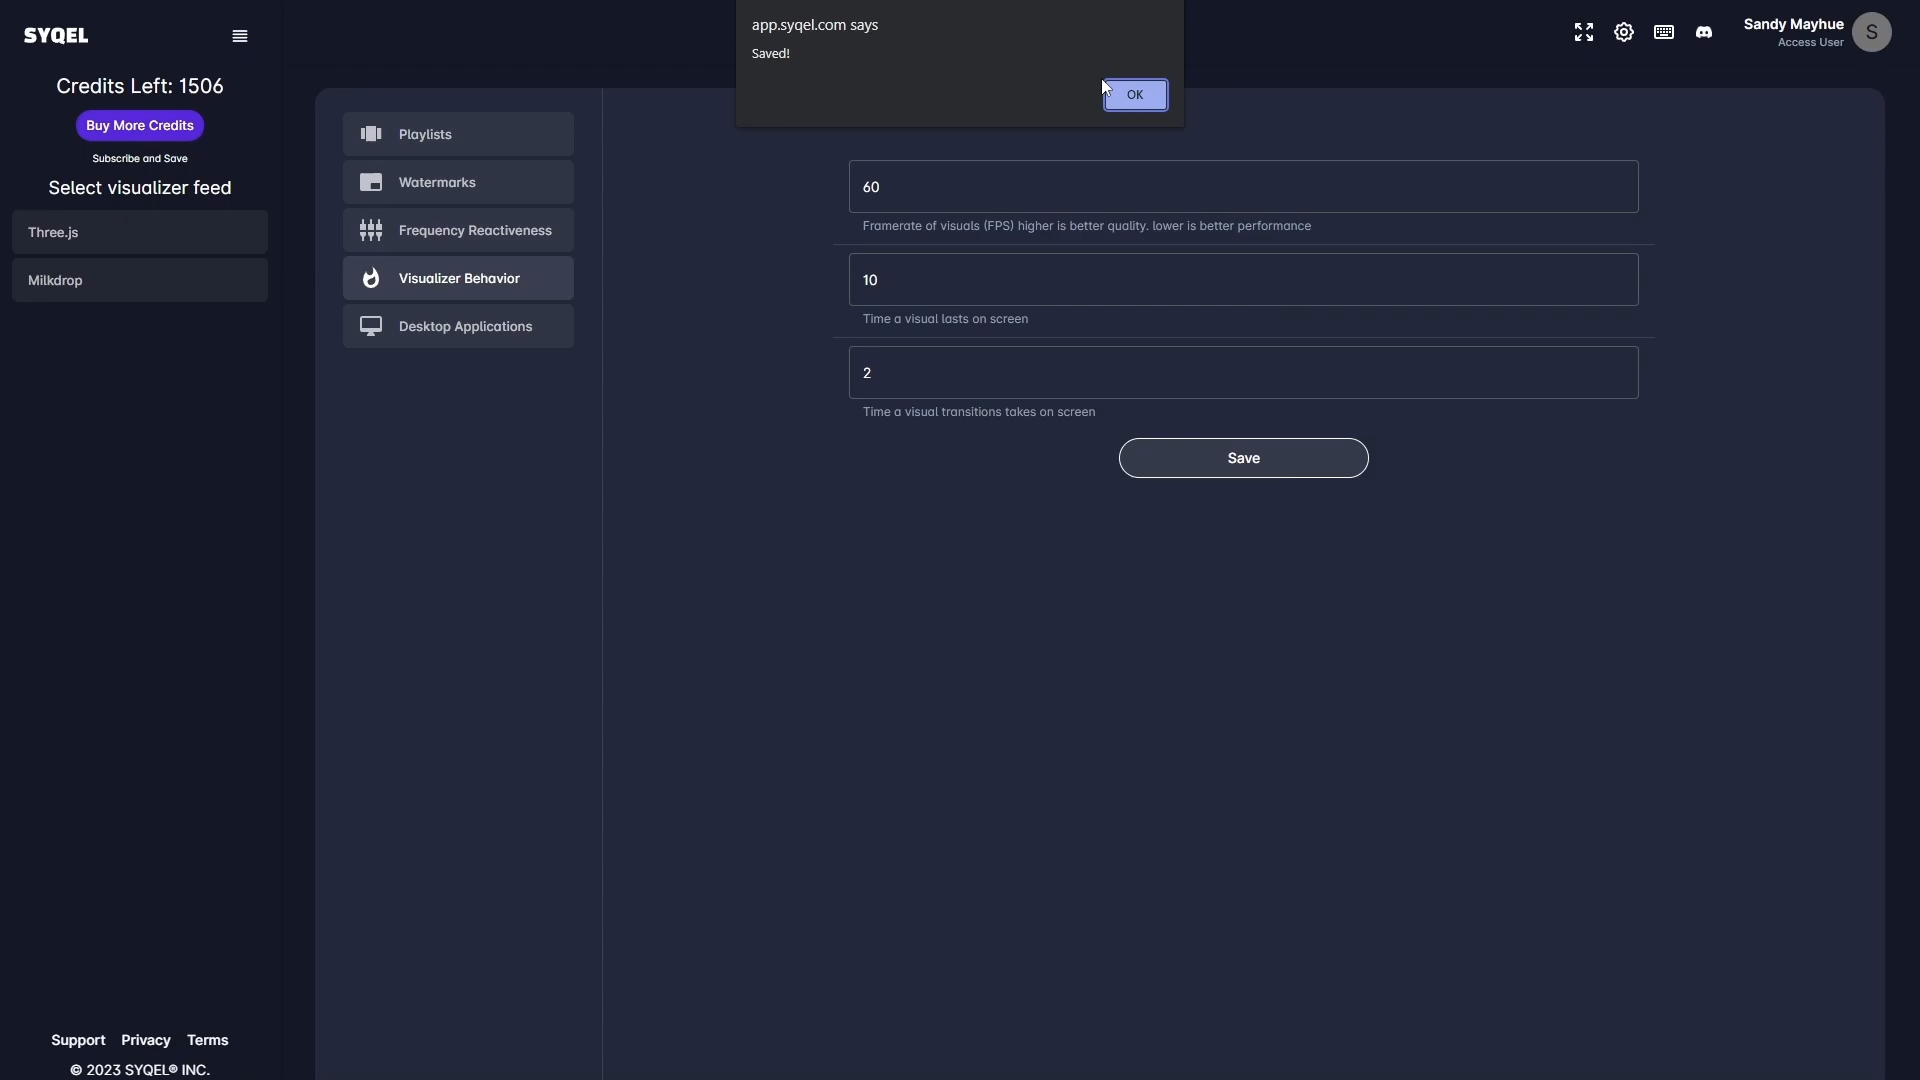 SYQEL
Credits Left: 1506
Buy More Credits
Subscribe and Save
Select visualizer feed
Three.js
Milkdrop
Support Privacy Terms
© 2023 SYQEL® INC.
Playlists
Watermarks
Frequency Reactiveness
Visualizer Behavior
Desktop Applications
app.syqel.com says
Saved!
OK
Sandy Mayhue
Access User
S
60
Framerate of visuals (FPS) higher is better quality. lower is better performance
10
Time a visual lasts on screen
2
Time a visual transitions takes on screen
Save